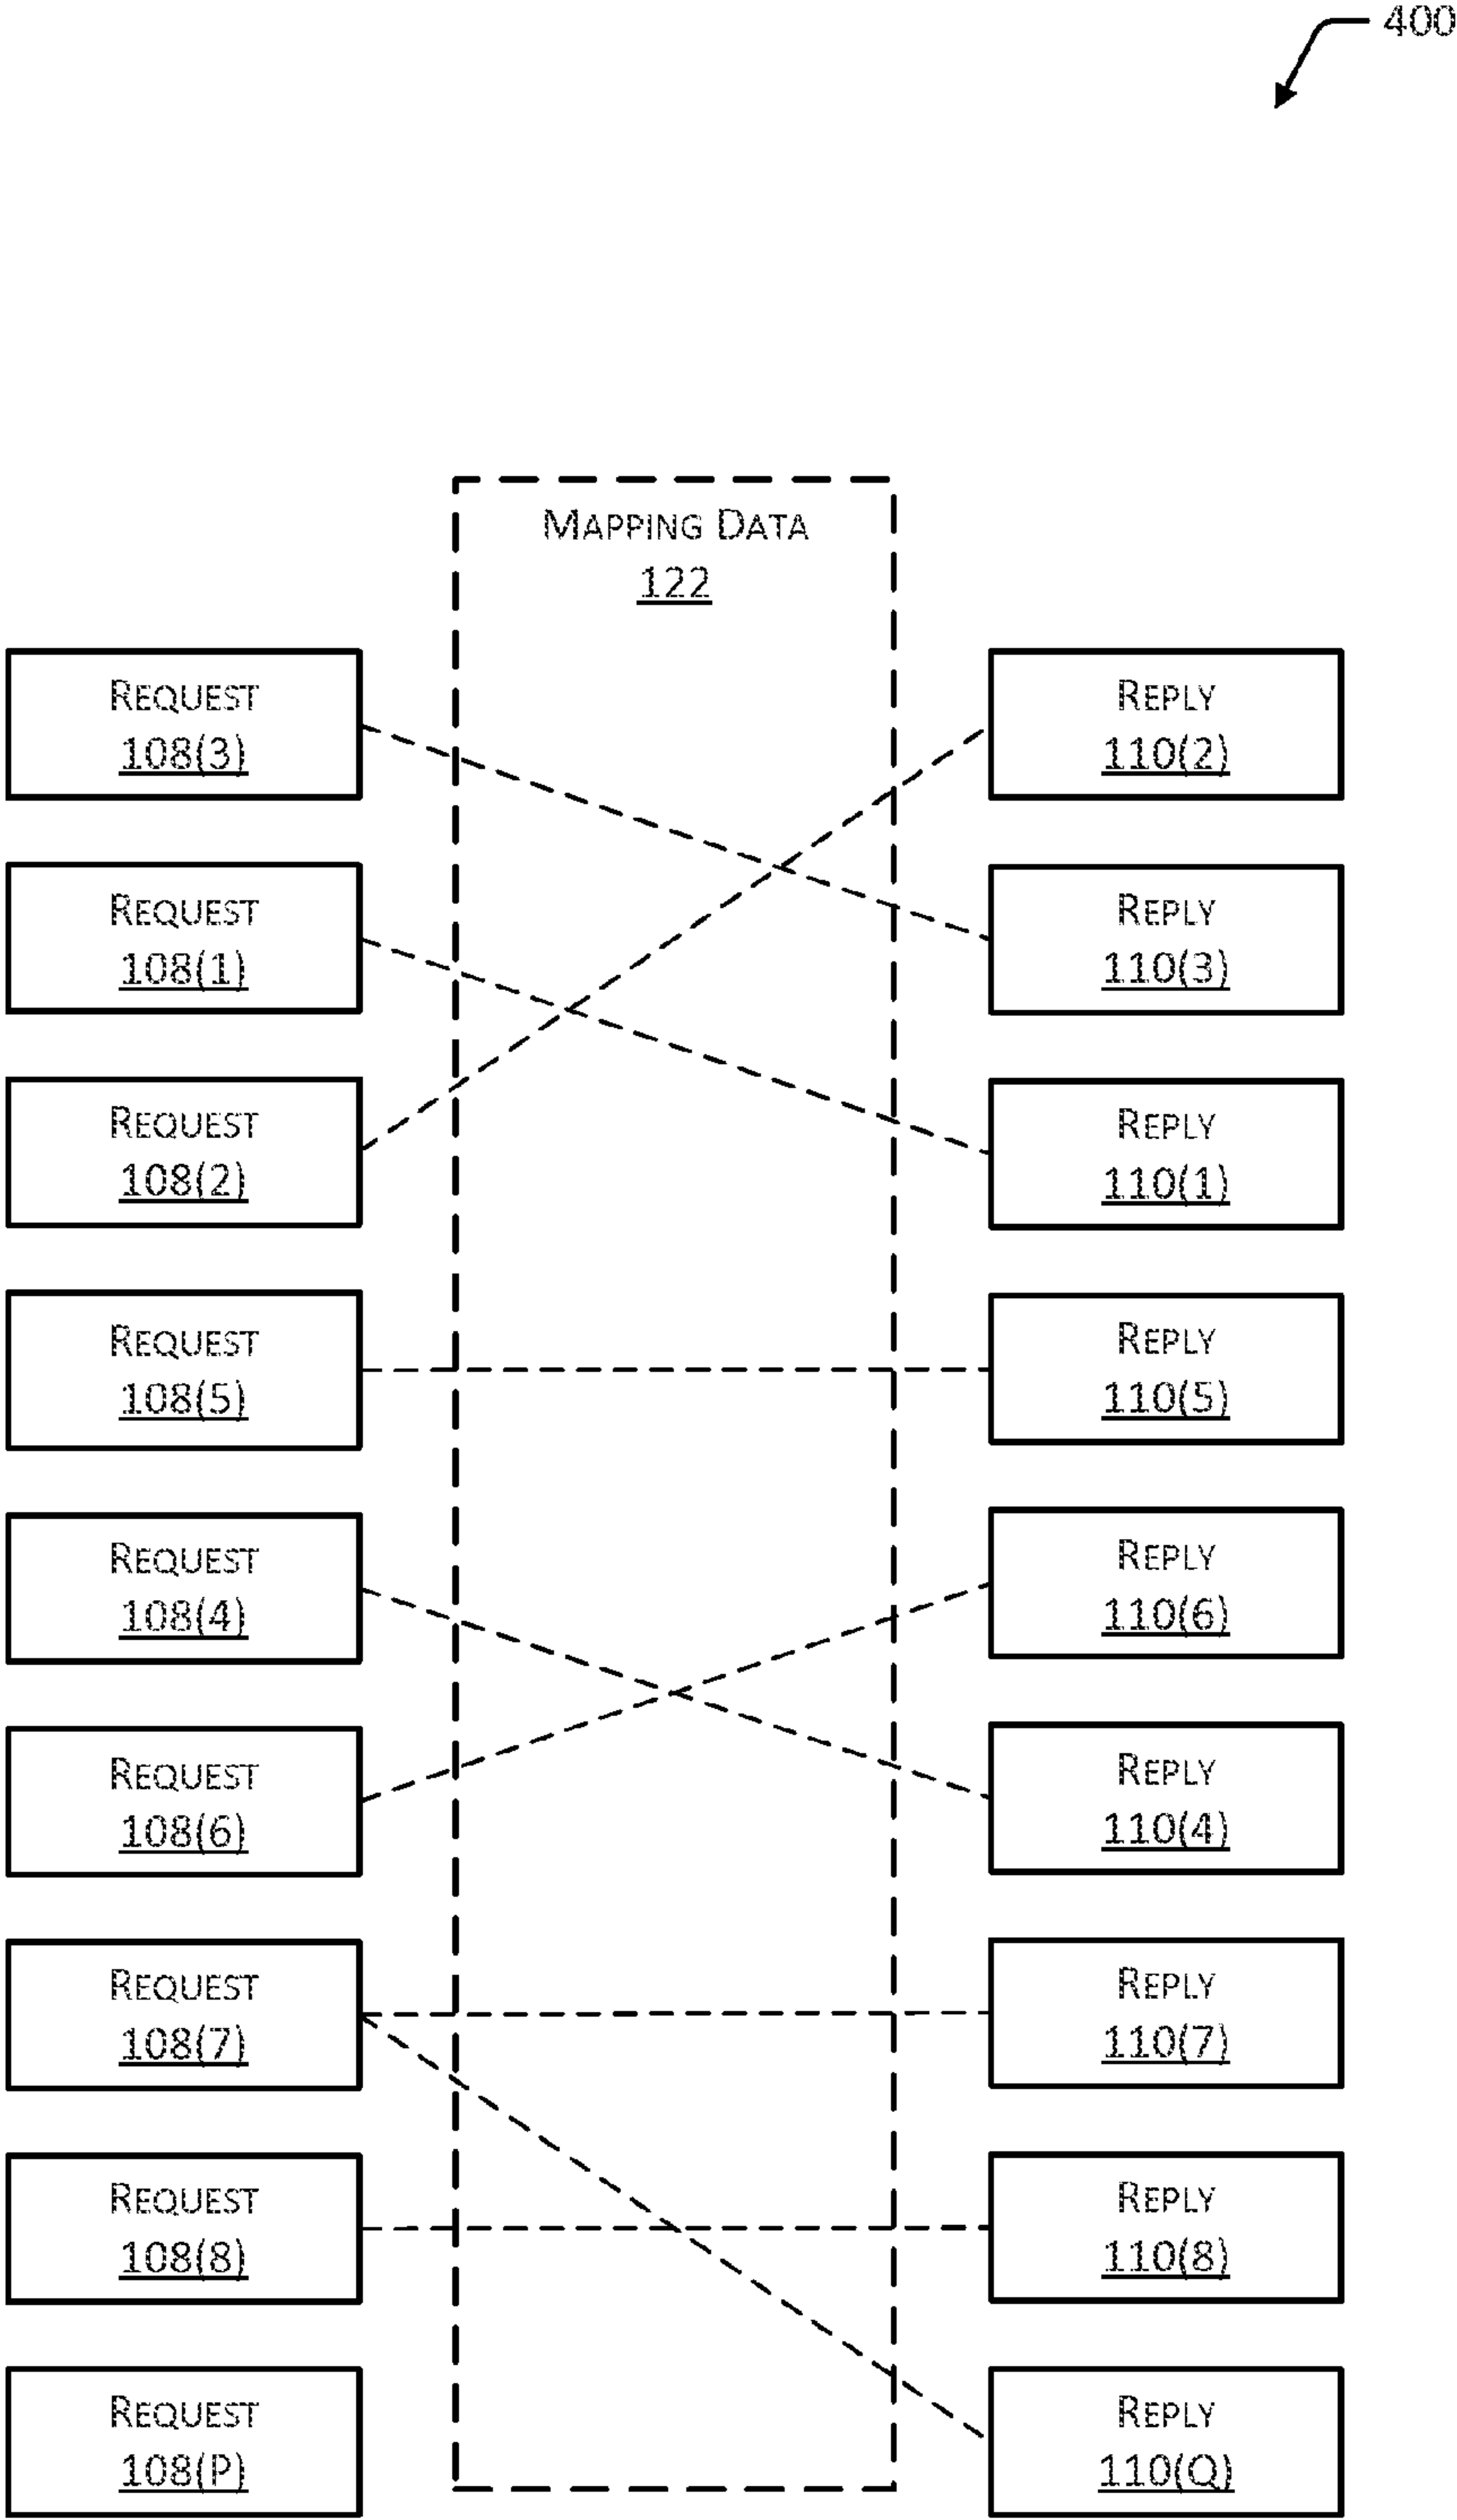 400
MAPPING DATA
122
REQUEST
108(3)
REPLY
110(2)
REQUEST
108(1)
REPLY
110(3)
REQUEST
108(2)
REPLY
110(1)
REQUEST
108(5)
REPLY
110(5)
REQUEST
108(4)
REPLY
110(6)
REQUEST
108(6)
REPLY
110(4)
REQUEST
108(7)
REPLY
110(7)
REQUEST
108(8)
REPLY
110(8)
REQUEST
108(P)
REPLY
110(Q)